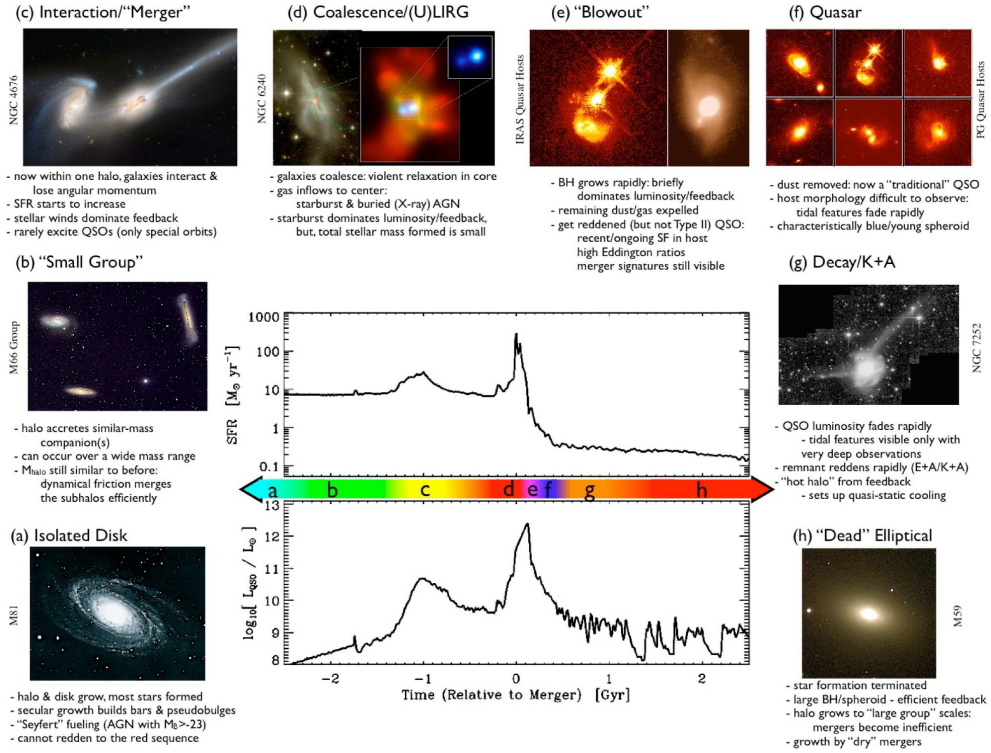 (c) Interaction/“Merger”
NGC 4676
- now within one halo, galaxies interact &
lose angular momentum
- SFR starts to increase
- stellar winds dominate feedback
- rarely excite QSOs (only special orbits)
(d) Coalescence/(U)LIRG
NGC 6240
- galaxies coalesce: violent relaxation in core
- gas inflows to center:
starburst & buried (X-ray) AGN
- starburst dominates luminosity/feedback,
but, total stellar mass formed is small
(e) “Blowout”
IRAS Quasar Hosts
- BH grows rapidly: briefly
dominates luminosity/feedback
- remaining dust/gas expelled
- get reddened (but not Type II) QSO:
recent/ongoing SF in host
high Eddington ratios
merger signatures still visible
(f) Quasar
PG Quasar Hosts
- dust removed: now a “traditional” QSO
- host morphology difficult to observe:
tidal features fade rapidly
- characteristically blue/young spheroid
(b) “Small Group”
M66 Group
- halo accretes similar-mass
companion(s)
- can occur over a wide mass range
- Mhalo still similar to before:
dynamical friction merges
the subhalos efficiently
(a) Isolated Disk
M81
- halo & disk grow, most stars formed
- secular growth builds bars & pseudobulges
- “Seyfert” fueling (AGN with MB>-23)
- cannot redden to the red sequence
SFR [M⊙ yr⁻¹]
1000
100
10
1
0.1
a b c d e f g h
log10[ LQSO / L⊙ ]
13
12
11
10
9
8
-2 -1 0 1 2
Time (Relative to Merger) [Gyr]
(g) Decay/K+A
NGC 7252
- QSO luminosity fades rapidly
- tidal features visible only with
very deep observations
- remnant reddens rapidly (E+A/K+A)
- “hot halo” from feedback
- sets up quasi-static cooling
(h) “Dead” Elliptical
M59
- star formation terminated
- large BH/spheroid - efficient feedback
- halo grows to “large group” scales:
mergers become inefficient
- growth by “dry” mergers